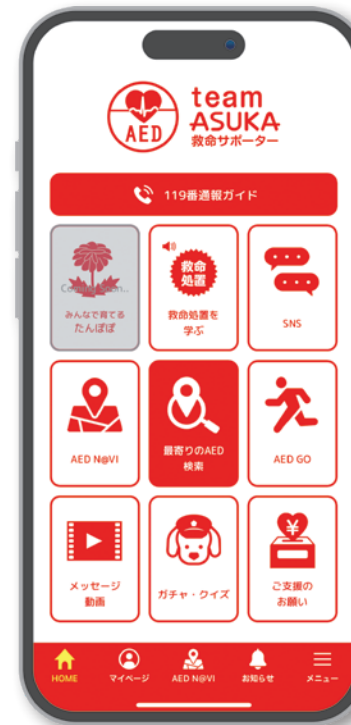 AED
team
ASUKA
救命サポーター
119番通報ガイド
Coming Soon..
みんなで育てる
たんぽぽ
救命
処置
救命処置を
学ぶ
SNS
AED N@VI
最寄りのAED
検索
AED GO
メッセージ
動画
ガチャ・クイズ
¥
ご支援の
お願い
HOME
マイページ
AED N@VI
お知らせ
メニュー